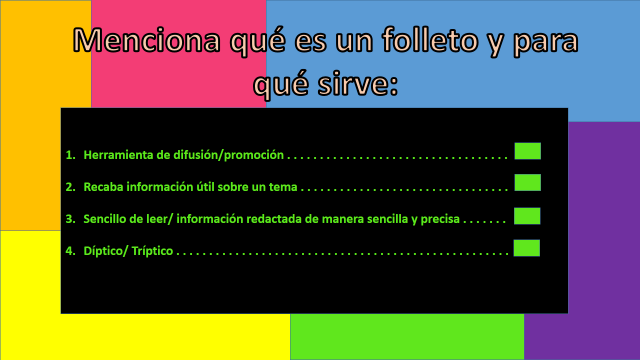 Menciona qué es un folleto y para
qué sirve:
1. Herramienta de difusión/promoción . . . . . . . . . . . . . . . . . . . . . . . . . . . . . . . . . .
2. Recaba información útil sobre un tema . . . . . . . . . . . . . . . . . . . . . . . . . . . . . . . .
3. Sencillo de leer/ información redactada de manera sencilla y precisa . . . . . . .
4. Díptico/ Tríptico . . . . . . . . . . . . . . . . . . . . . . . . . . . . . . . . . . . . . . . . . . . . . . . . . . .